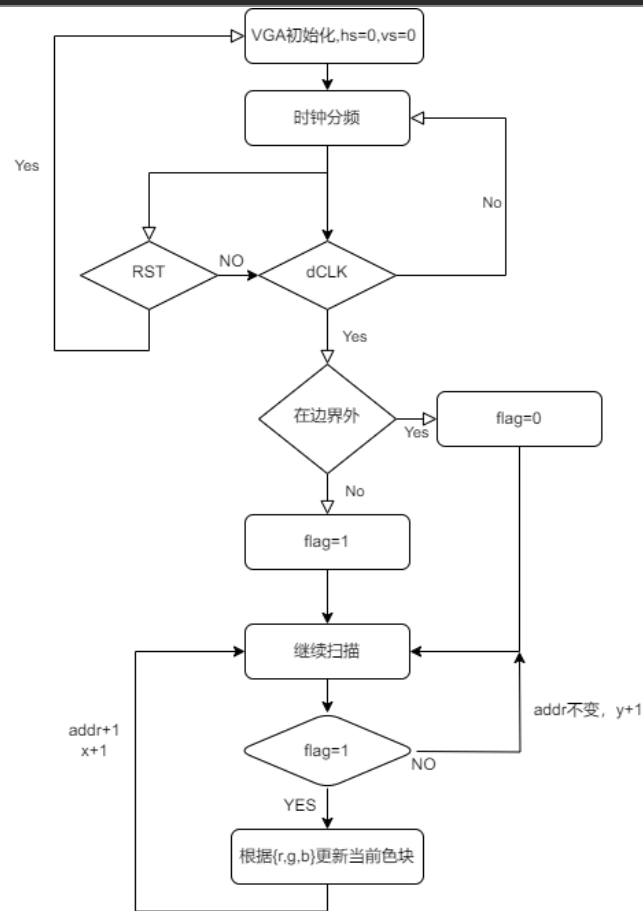 VGA初始化,hs=0,vs=0
时钟分频
Yes
No
RST
NO
dCLK
Yes
在边界外
Yes
flag=0
No
flag=1
继续扫描
addr不变，y+1
addr+1
x+1
flag=1
NO
YES
根据{r,g,b}更新当前色块